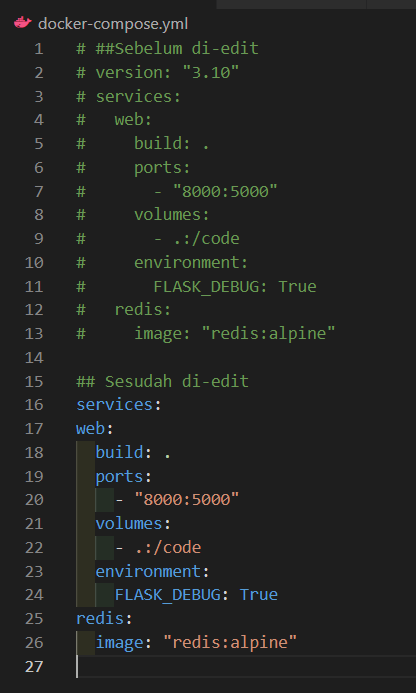 docker-compose.yml
1 # ##Sebelum di-edit
2 # version: "3.10"
3 # services:
4 #   web:
5 #     build: .
6 #     ports:
7 #       - "8000:5000"
8 #     volumes:
9 #       - .:/code
10 #     environment:
11 #       FLASK_DEBUG: True
12 #   redis:
13 #     image: "redis:alpine"
14
15 ## Sesudah di-edit
16 services:
17 web:
18   build: .
19   ports:
20     - "8000:5000"
21   volumes:
22     - .:/code
23   environment:
24     FLASK_DEBUG: True
25 redis:
26   image: "redis:alpine"
27